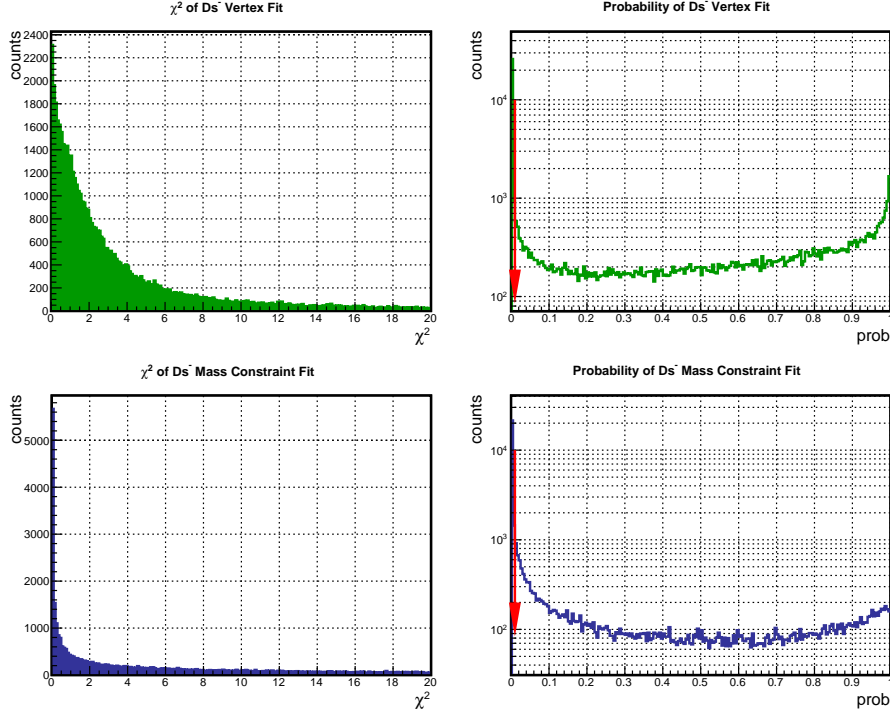 χ² of Ds⁻ Vertex Fit
counts
2400
2200
2000
1800
1600
1400
1200
1000
800
600
400
200
0
0 2 4 6 8 10 12 14 16 18 20
χ²
Probability of Ds⁻ Vertex Fit
counts
10⁴
10³
10²
0 0.1 0.2 0.3 0.4 0.5 0.6 0.7 0.8 0.9 1
prob
χ² of Ds⁻ Mass Constraint Fit
counts
5000
4000
3000
2000
1000
0
0 2 4 6 8 10 12 14 16 18 20
χ²
Probability of Ds⁻ Mass Constraint Fit
counts
10⁴
10³
10²
0 0.1 0.2 0.3 0.4 0.5 0.6 0.7 0.8 0.9 1
prob